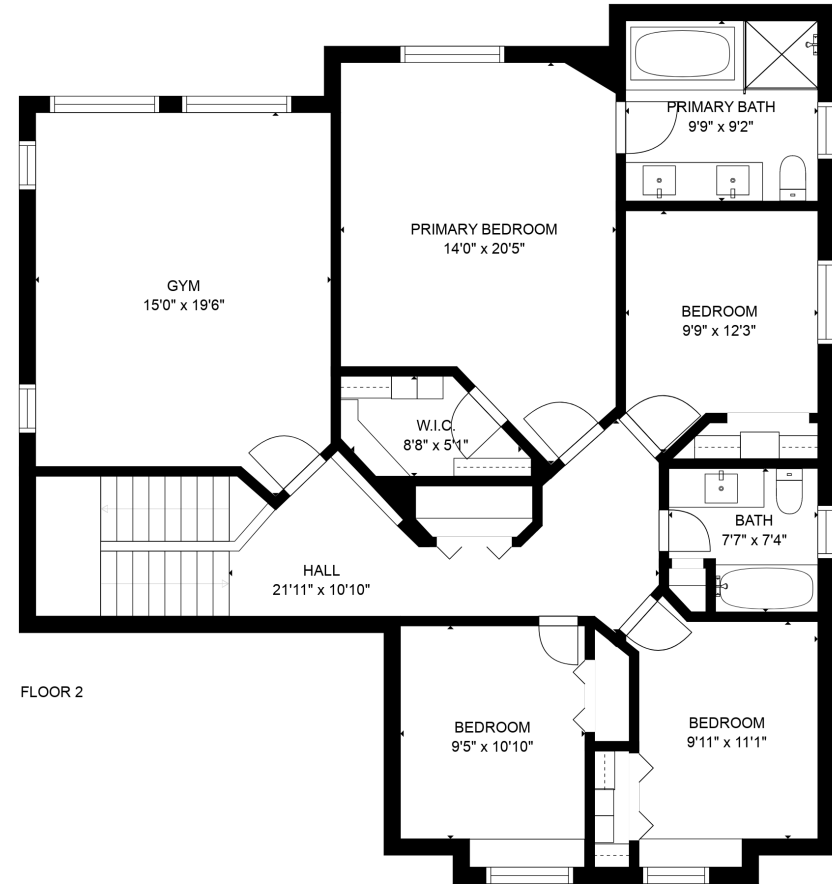 PRIMARY BATH
9'9" x 9'2"
PRIMARY BEDROOM
14'0" x 20'5"
GYM
15'0" x 19'6"
BEDROOM
9'9" x 12'3"
W.I.C.
8'8" x 5'1"
BATH
7'7" x 7'4"
HALL
21'11" x 10'10"
FLOOR 2
BEDROOM
9'5" x 10'10"
BEDROOM
9'11" x 11'1"